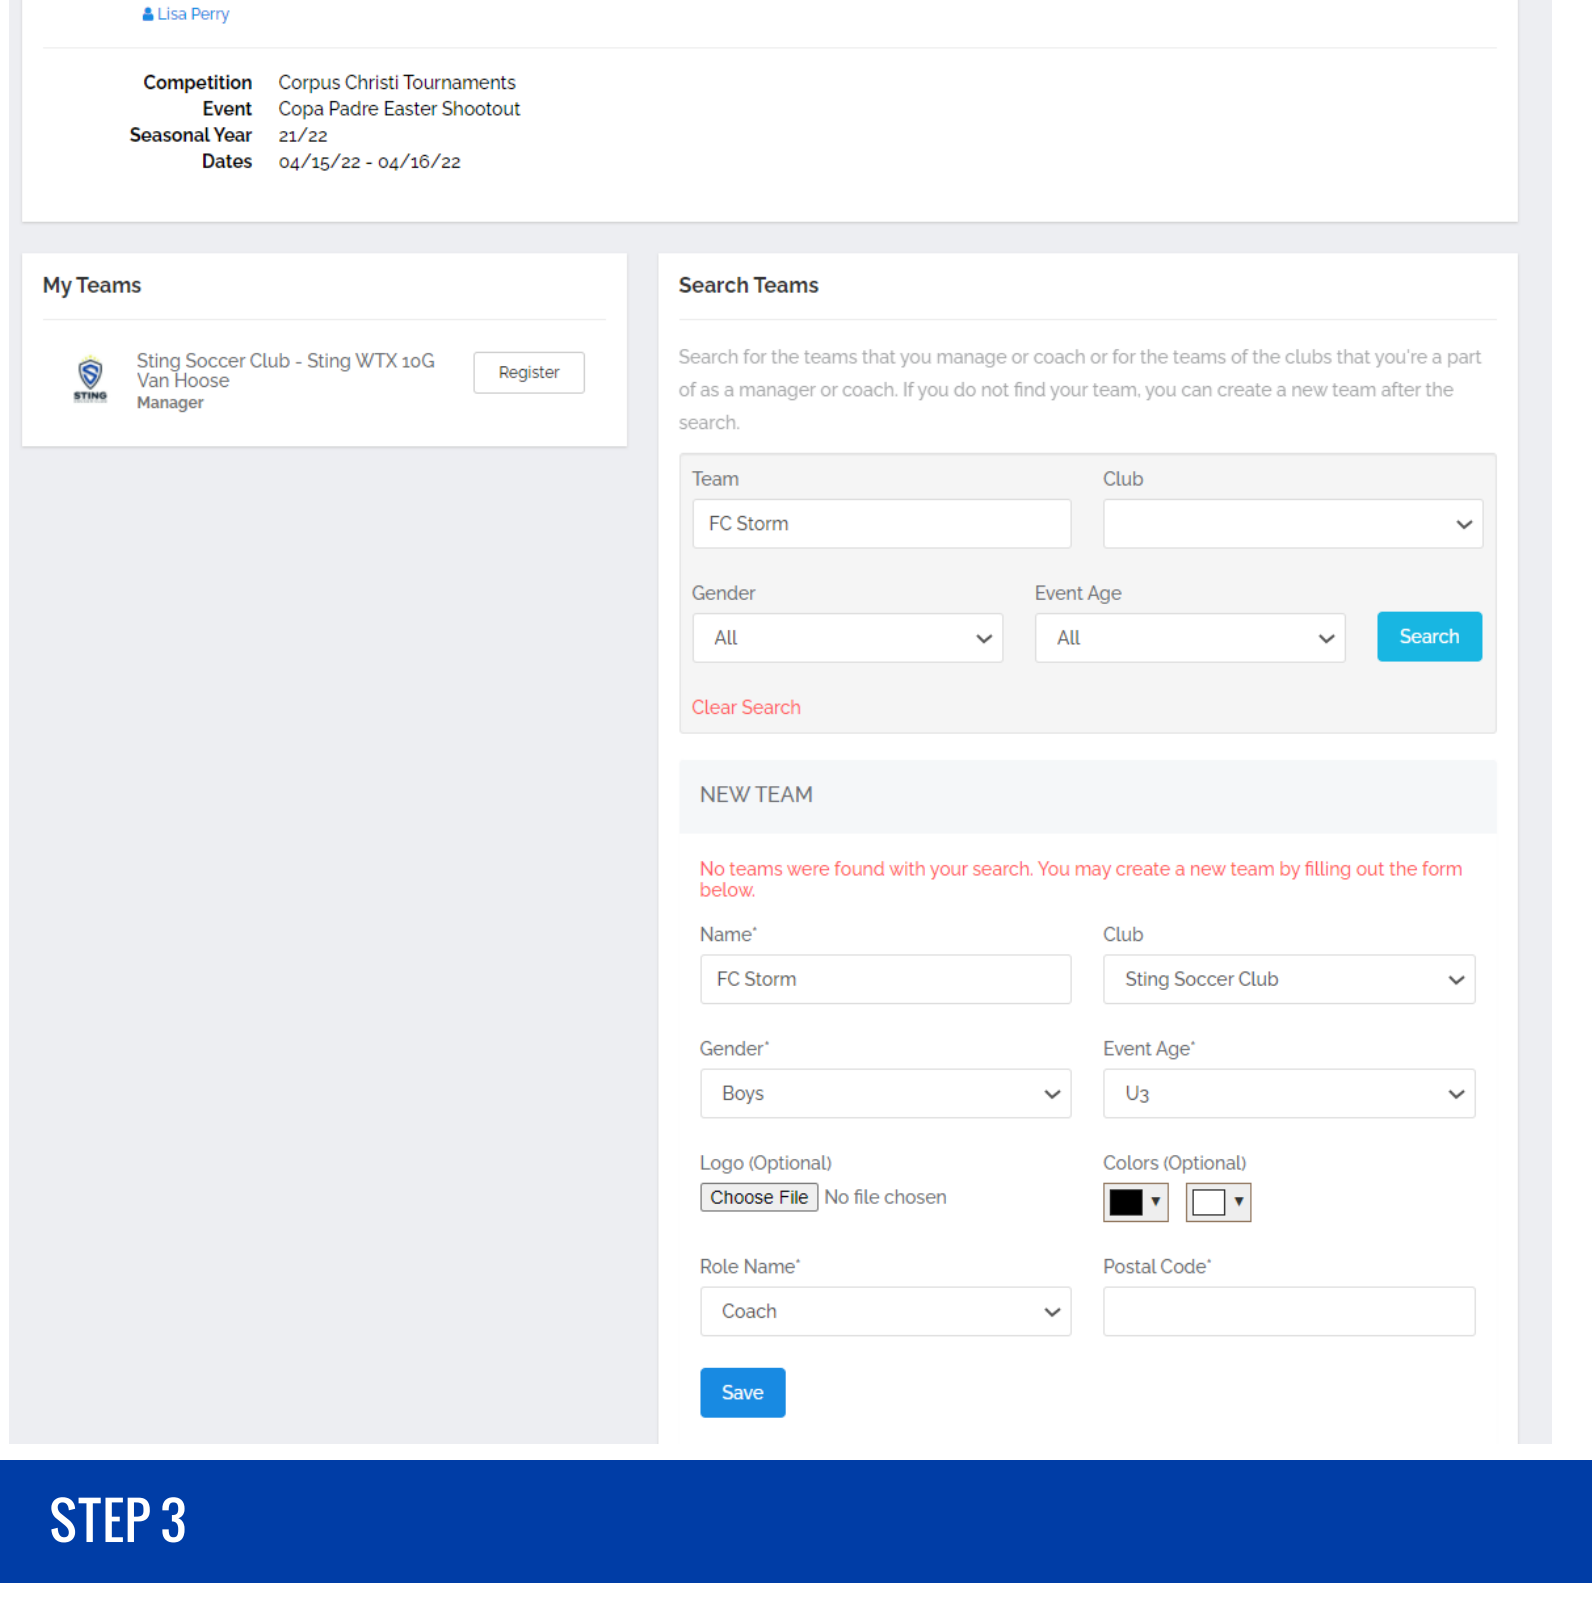 Lisa Perry
Competition Corpus Christi Tournaments
Event Copa Padre Easter Shootout
Seasonal Year 21/22
Dates 04/15/22 - 04/16/22
My Teams
STING
Sting Soccer Club - Sting WTX 10G
Van Hoose
Manager
Register
Search Teams
Search for the teams that you manage or coach or for the teams of the clubs that you're a part
of as a manager or coach. If you do not find your team, you can create a new team after the
search.
Team Club
FC Storm
Gender Event Age
All All Search
Clear Search
NEW TEAM
No teams were found with your search. You may create a new team by filling out the form
below.
Name* Club
FC Storm Sting Soccer Club
Gender* Event Age*
Boys U3
Logo (Optional) Colors (Optional)
Choose File No file chosen
Role Name* Postal Code*
Coach
Save
STEP 3